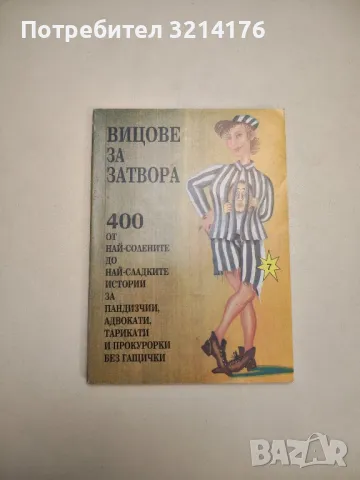 Потребител 3214176
ВИЦОВЕ
ЗА
ЗАТВОРА
400
ОТ
НАЙ-СОЛЕНИТЕ
ДО
НАЙ-СЛАДКИТЕ
ИСТОРИИ
ЗА
ПАНДИЗЧИИ,
АДВОКАТИ,
ТАРИКАТИ
И ПРОКУРОРКИ
БЕЗ ГАЩИЧКИ
7
BAZAR